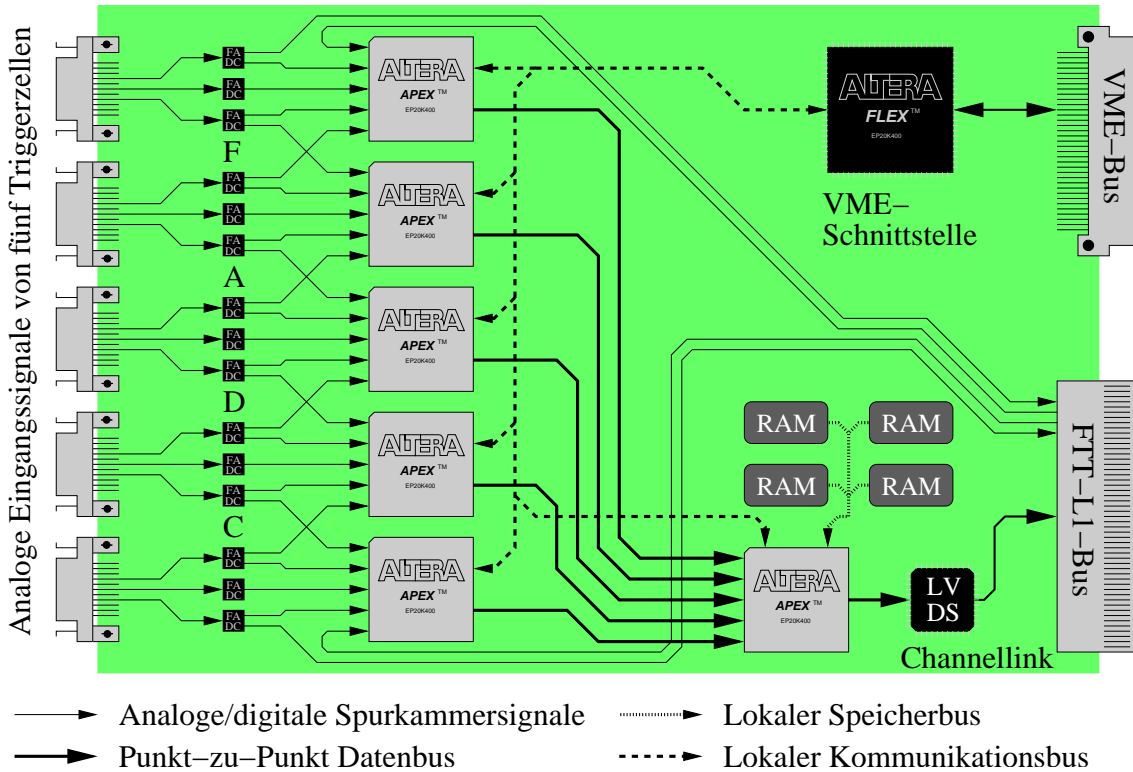 Analoge Eingangssignale von fünf Triggerzellen
FA
DC
FA
DC
FA
DC
F
FA
DC
FA
DC
FA
DC
A
FA
DC
FA
DC
FA
DC
D
FA
DC
FA
DC
FA
DC
C
FA
DC
FA
DC
FA
DC
ALTERA
APEX™
EP20K400
ALTERA
APEX™
EP20K400
ALTERA
APEX™
EP20K400
ALTERA
APEX™
EP20K400
ALTERA
APEX™
EP20K400
ALTERA
FLEX™
EP20K400
VME–
Schnittstelle
VME–Bus
RAM
RAM
RAM
RAM
ALTERA
APEX™
EP20K400
LV
DS
Channellink
FTT–L1–Bus
Analoge/digitale Spurkammersignale
Punkt–zu–Punkt Datenbus
Lokaler Speicherbus
Lokaler Kommunikationsbus